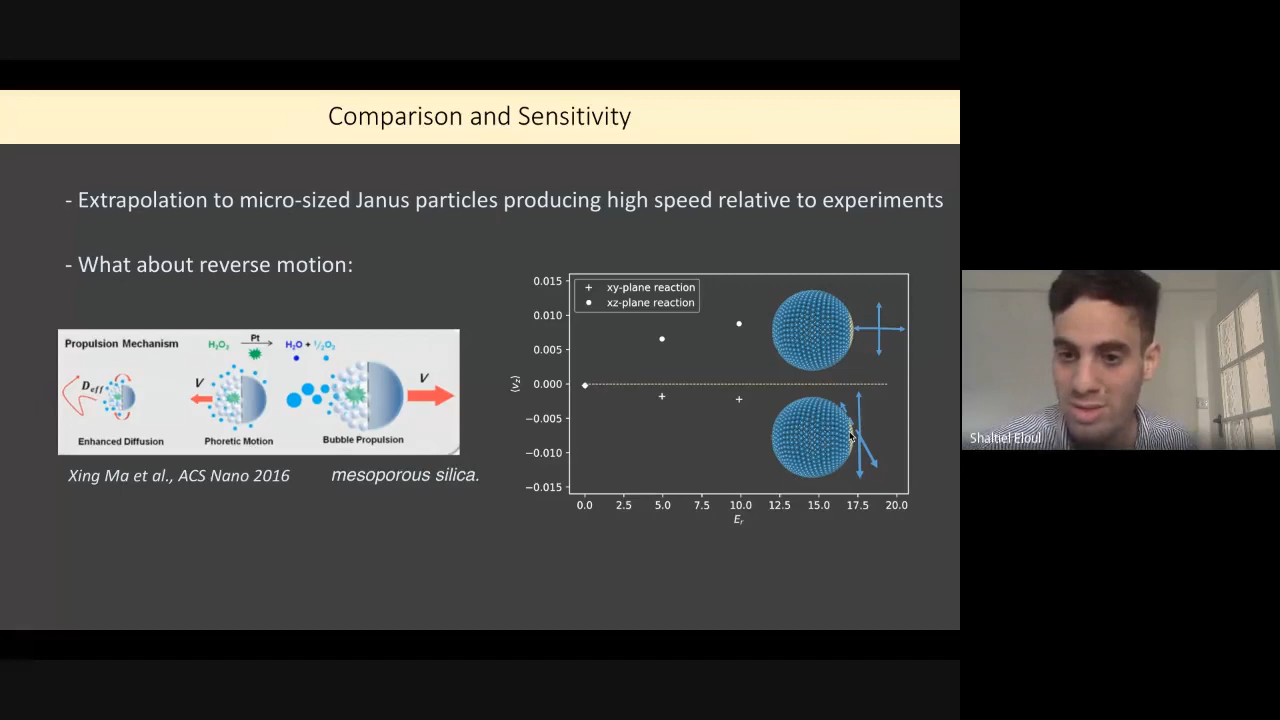 Comparison and Sensitivity
- Extrapolation to micro-sized Janus particles producing high speed relative to experiments
- What about reverse motion:
Propulsion Mechanism
H₂O₂ Pt H₂O + ½O₂
D_eff
V
V
Enhanced Diffusion
Phoretic Motion
Bubble Propulsion
Xing Ma et al., ACS Nano 2016
mesoporous silica.
xy-plane reaction
xz-plane reaction
0.015
0.010
0.005
0.000
−0.005
−0.010
−0.015
⟨v_z⟩
0.0 2.5 5.0 7.5 10.0 12.5 15.0 17.5 20.0
E_r
Shaltiel Eloul